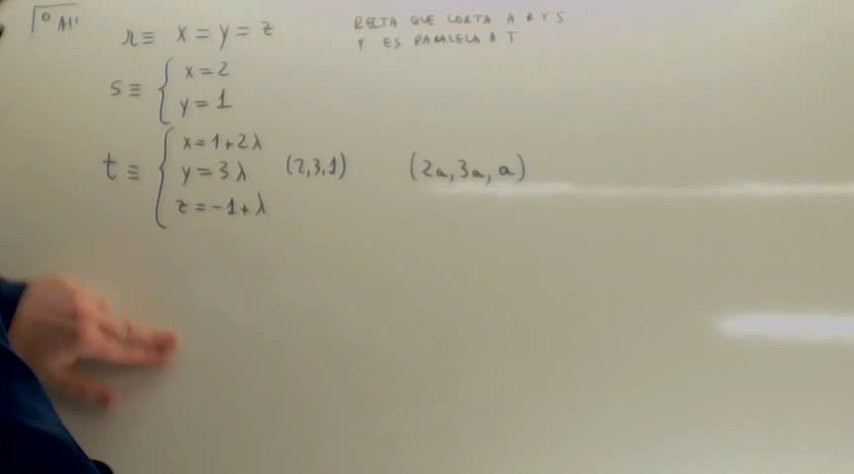 r≡ x=y=z
RECTA QUE CORTA A R Y S
Y ES PARALELA A T
s≡ { x=2
y=1
t≡ { x=1+2λ
y=3λ (2,3,1) (2a,3a,a)
z=-1+λ